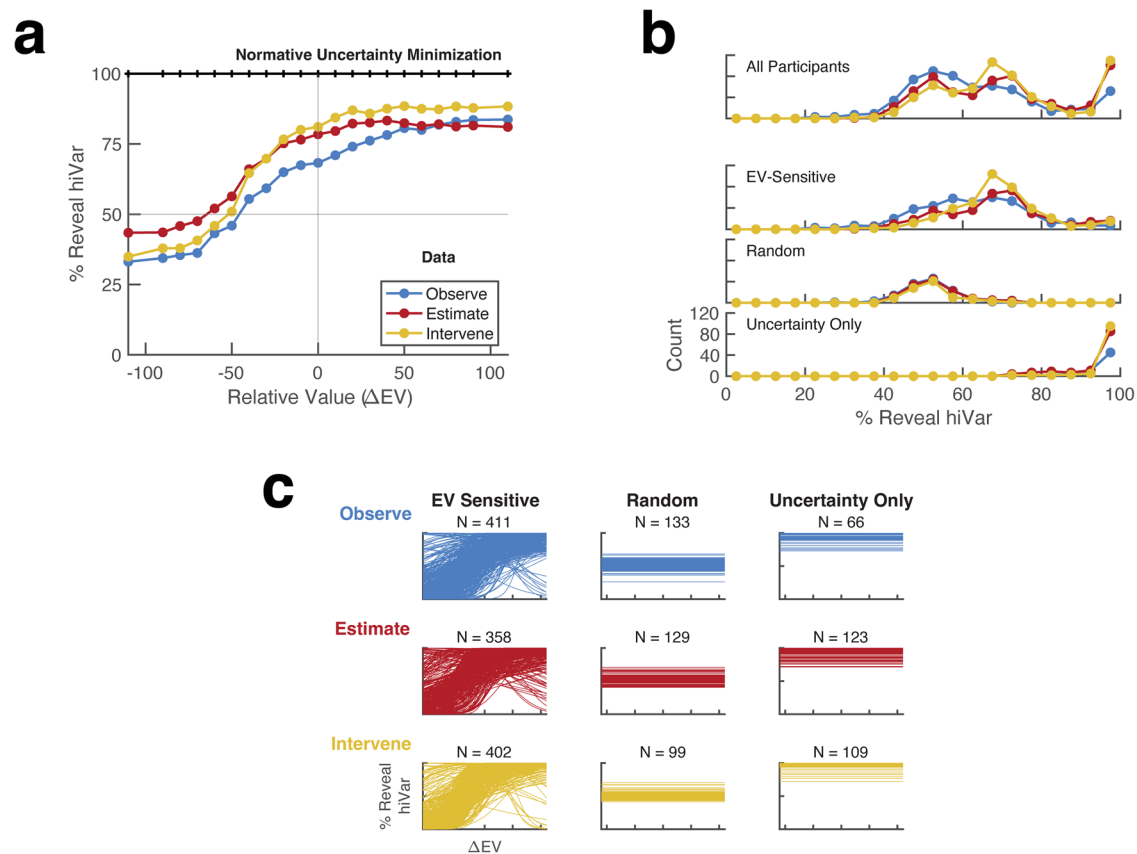 a
Normative Uncertainty Minimization
% Reveal hiVar
100
75
50
25
0
-100
-50
0
50
100
Relative Value (ΔEV)
Data
Observe
Estimate
Intervene
b
All Participants
EV-Sensitive
Random
Uncertainty Only
Count
120
80
40
0
0
20
40
60
80
100
% Reveal hiVar
c
EV Sensitive
Random
Uncertainty Only
Observe
N = 411
N = 133
N = 66
Estimate
N = 358
N = 129
N = 123
Intervene
N = 402
N = 99
N = 109
% Reveal
hiVar
ΔEV